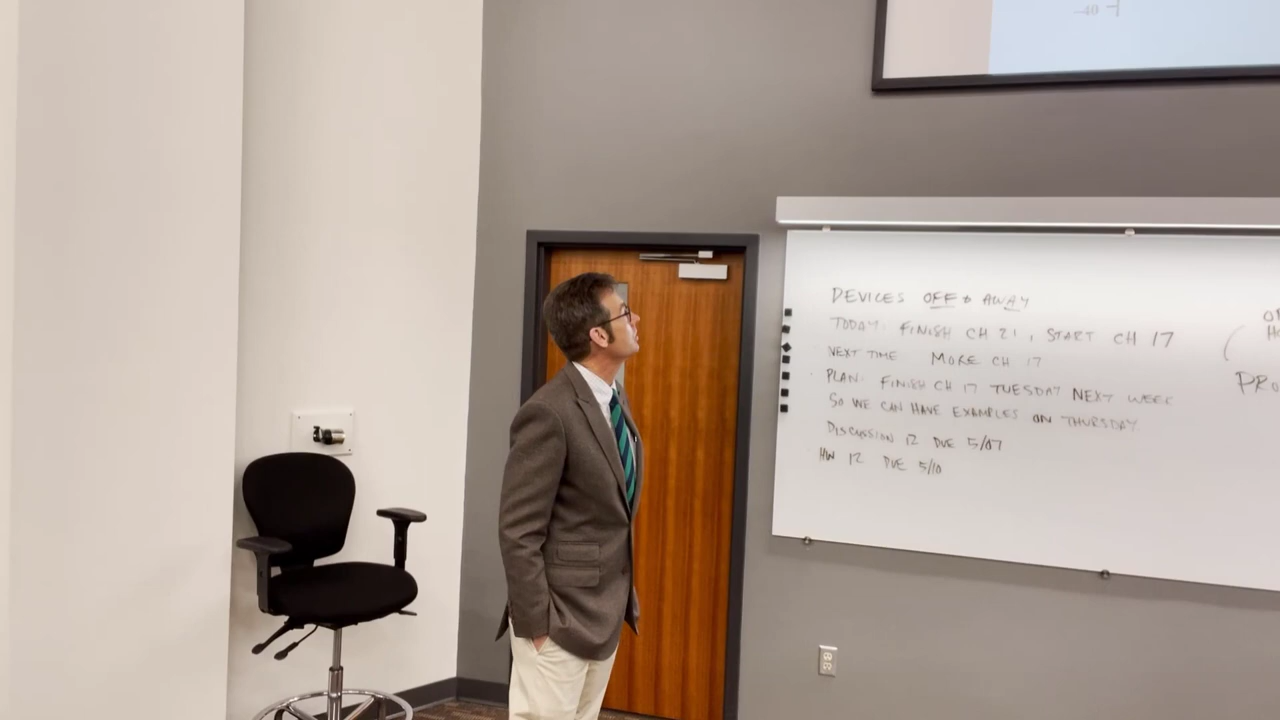 -40
DEVICES OFF & AWAY
TODAY: FINISH CH 21, START CH 17
NEXT TIME MORE CH 17
PLAN: FINISH CH 17 TUESDAY NEXT WEEK
SO WE CAN HAVE EXAMPLES ON THURSDAY
DISCUSSION 12 DUE 5/07
HW 12 DUE 5/10
PRO